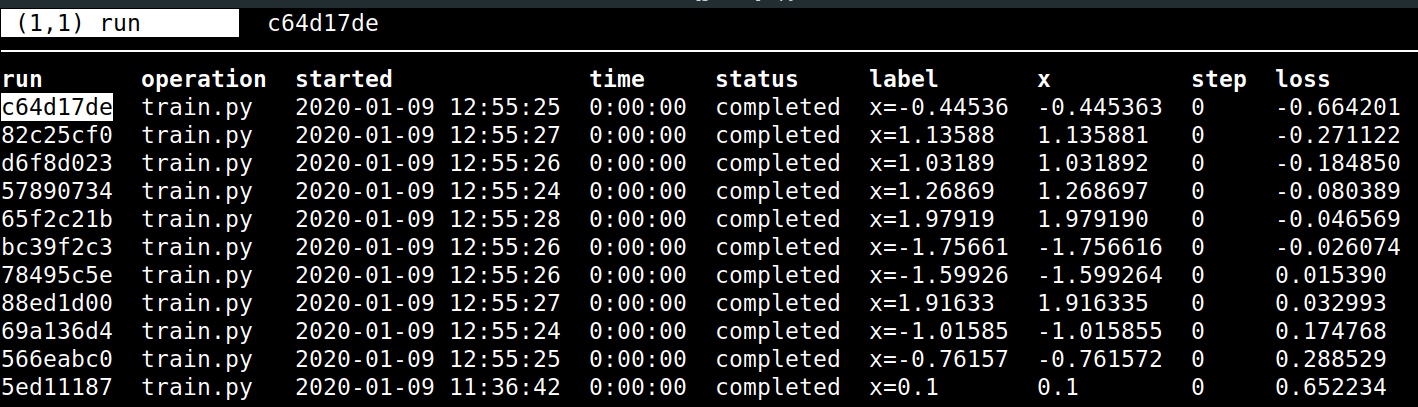 (1,1) run c64d17de
run operation started time status label x step loss
c64d17de train.py 2020-01-09 12:55:25 0:00:00 completed x=-0.44536 -0.445363 0 -0.664201
82c25cf0 train.py 2020-01-09 12:55:27 0:00:00 completed x=1.13588 1.135881 0 -0.271122
d6f8d023 train.py 2020-01-09 12:55:26 0:00:00 completed x=1.03189 1.031892 0 -0.184850
57890734 train.py 2020-01-09 12:55:24 0:00:00 completed x=1.26869 1.268697 0 -0.080389
65f2c21b train.py 2020-01-09 12:55:28 0:00:00 completed x=1.97919 1.979190 0 -0.046569
bc39f2c3 train.py 2020-01-09 12:55:26 0:00:00 completed x=-1.75661 -1.756616 0 -0.026074
78495c5e train.py 2020-01-09 12:55:26 0:00:00 completed x=-1.59926 -1.599264 0 0.015390
88ed1d00 train.py 2020-01-09 12:55:27 0:00:00 completed x=1.91633 1.916335 0 0.032993
69a136d4 train.py 2020-01-09 12:55:24 0:00:00 completed x=-1.01585 -1.015855 0 0.174768
566eabc0 train.py 2020-01-09 12:55:25 0:00:00 completed x=-0.76157 -0.761572 0 0.288529
5ed11187 train.py 2020-01-09 11:36:42 0:00:00 completed x=0.1 0.1 0 0.652234